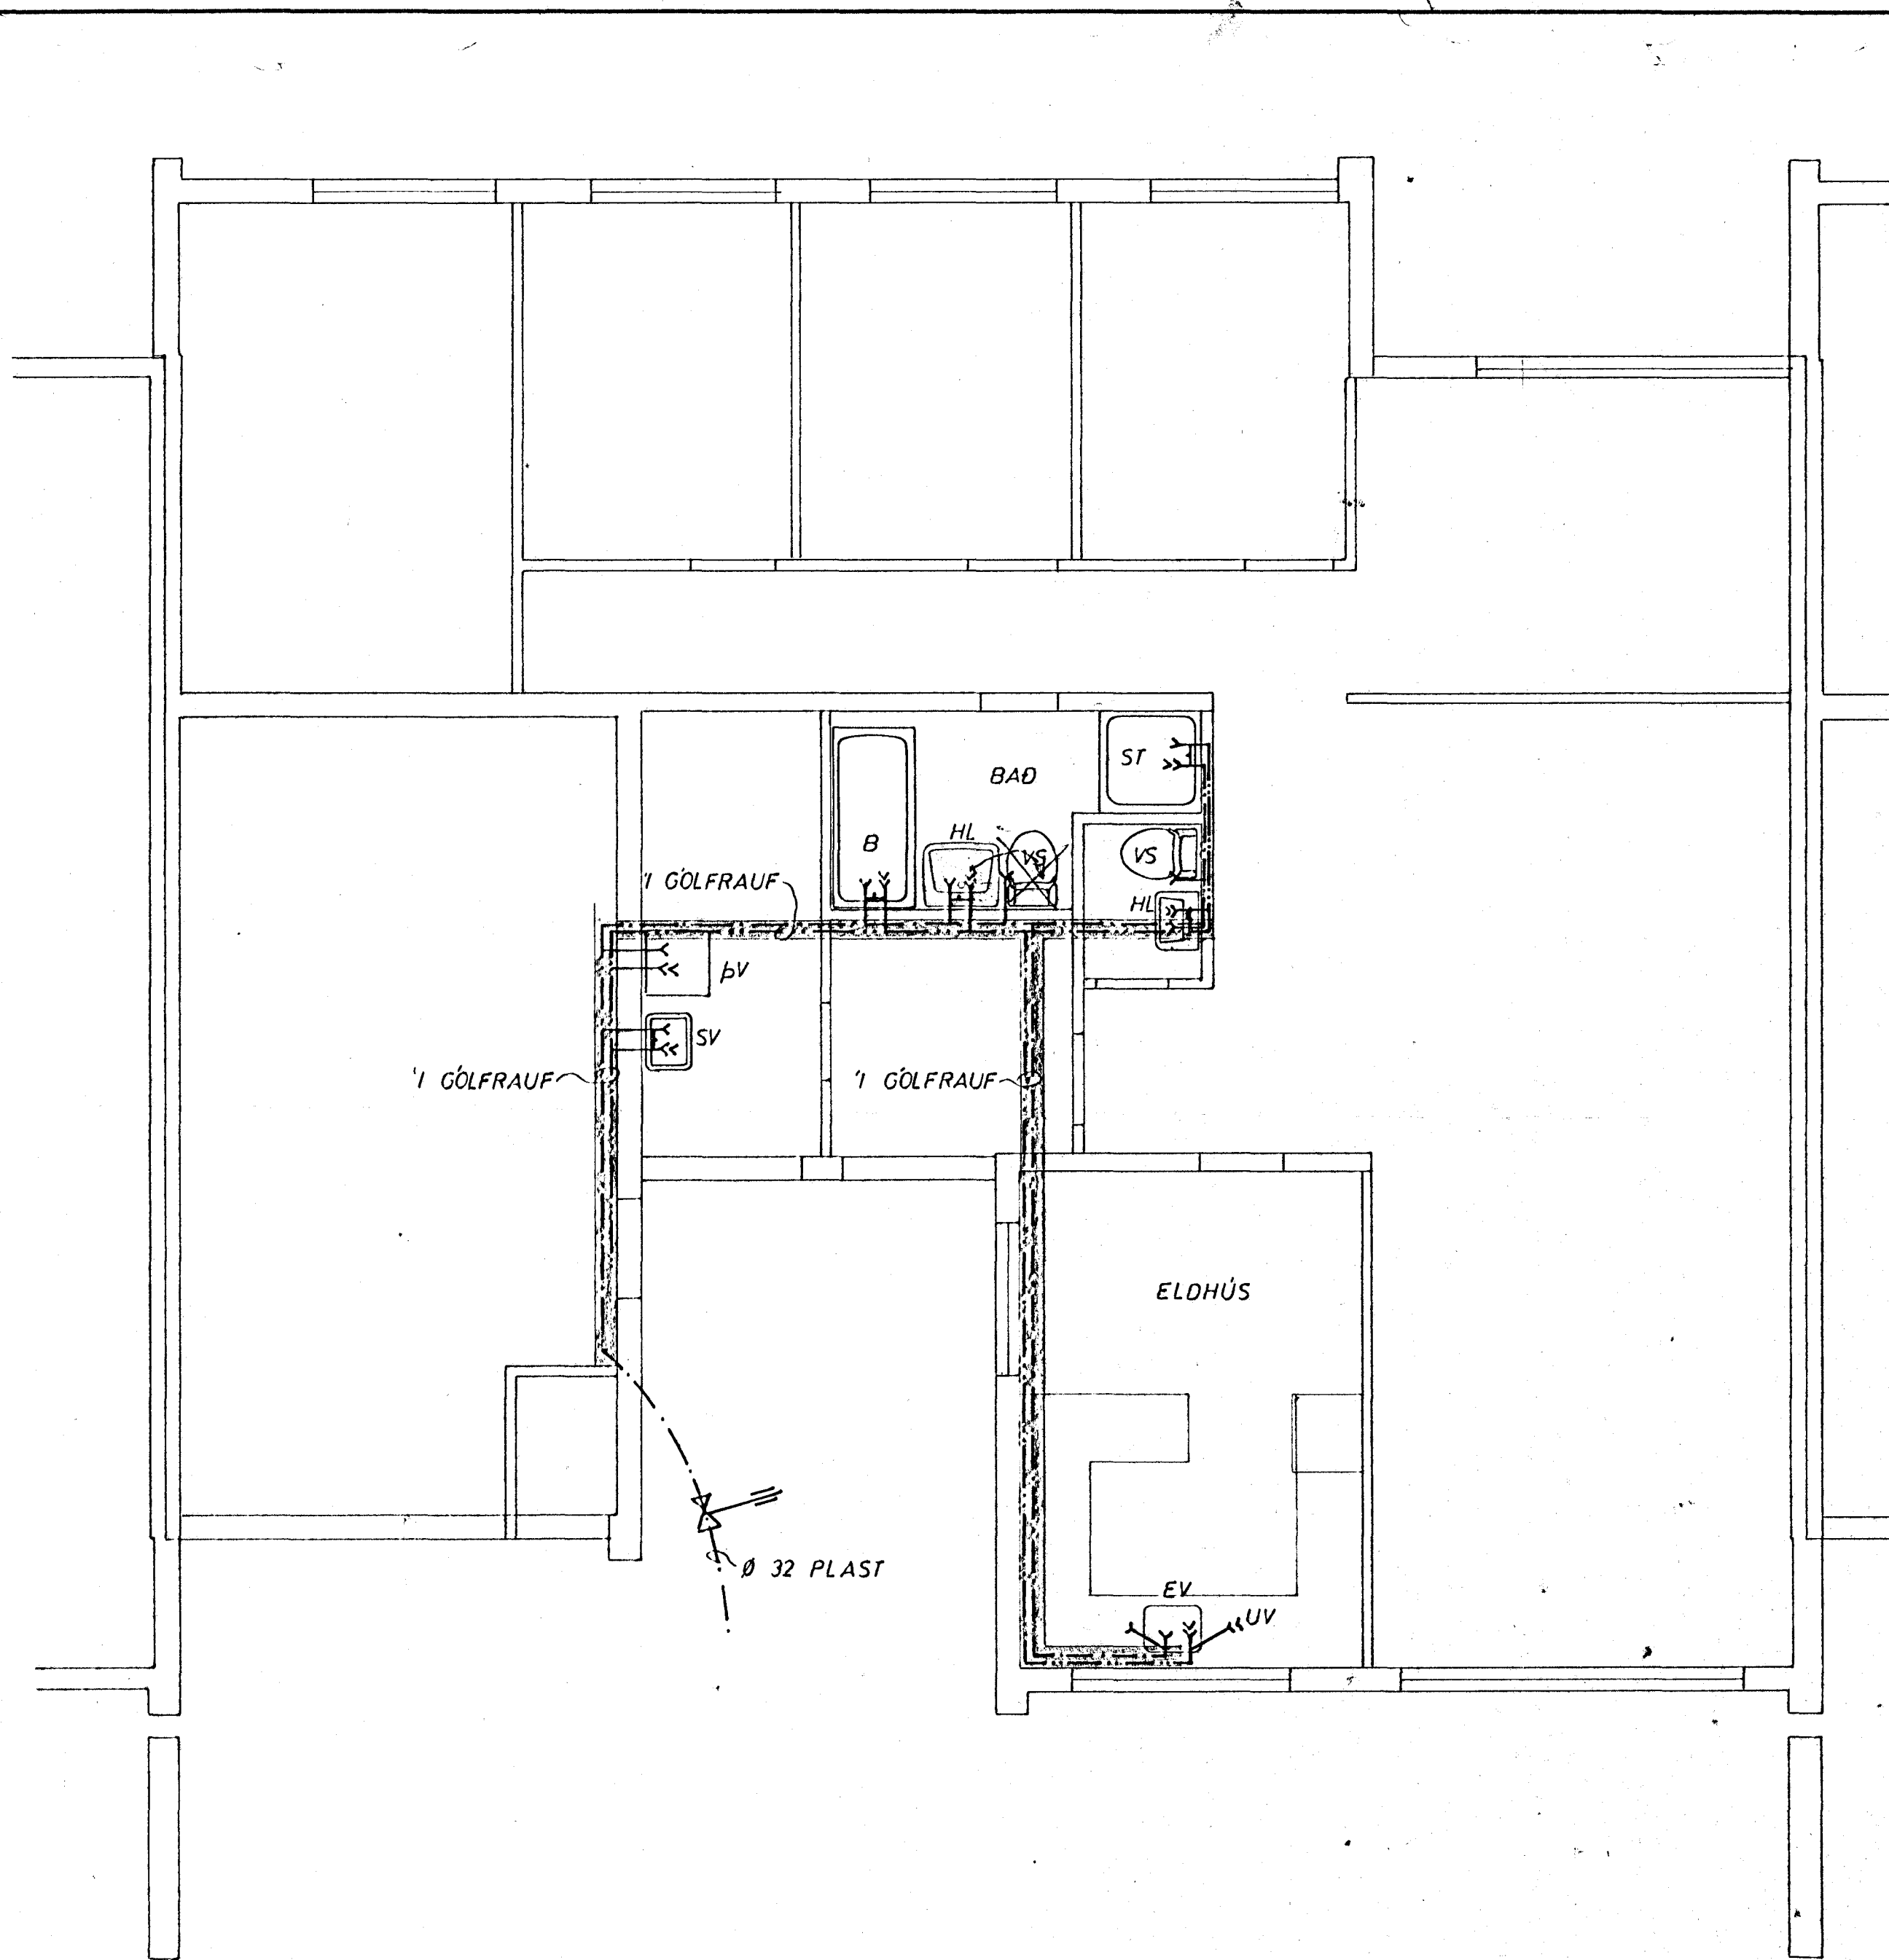 ST
BAÐ
HL
B
VS
VS
'I GÓLFRAUF
HL
ÞV
SV
'I GÓLFRAUF
'I GÓLFRAUF
ELDHÚS
Ø 32 PLAST
EV
UV